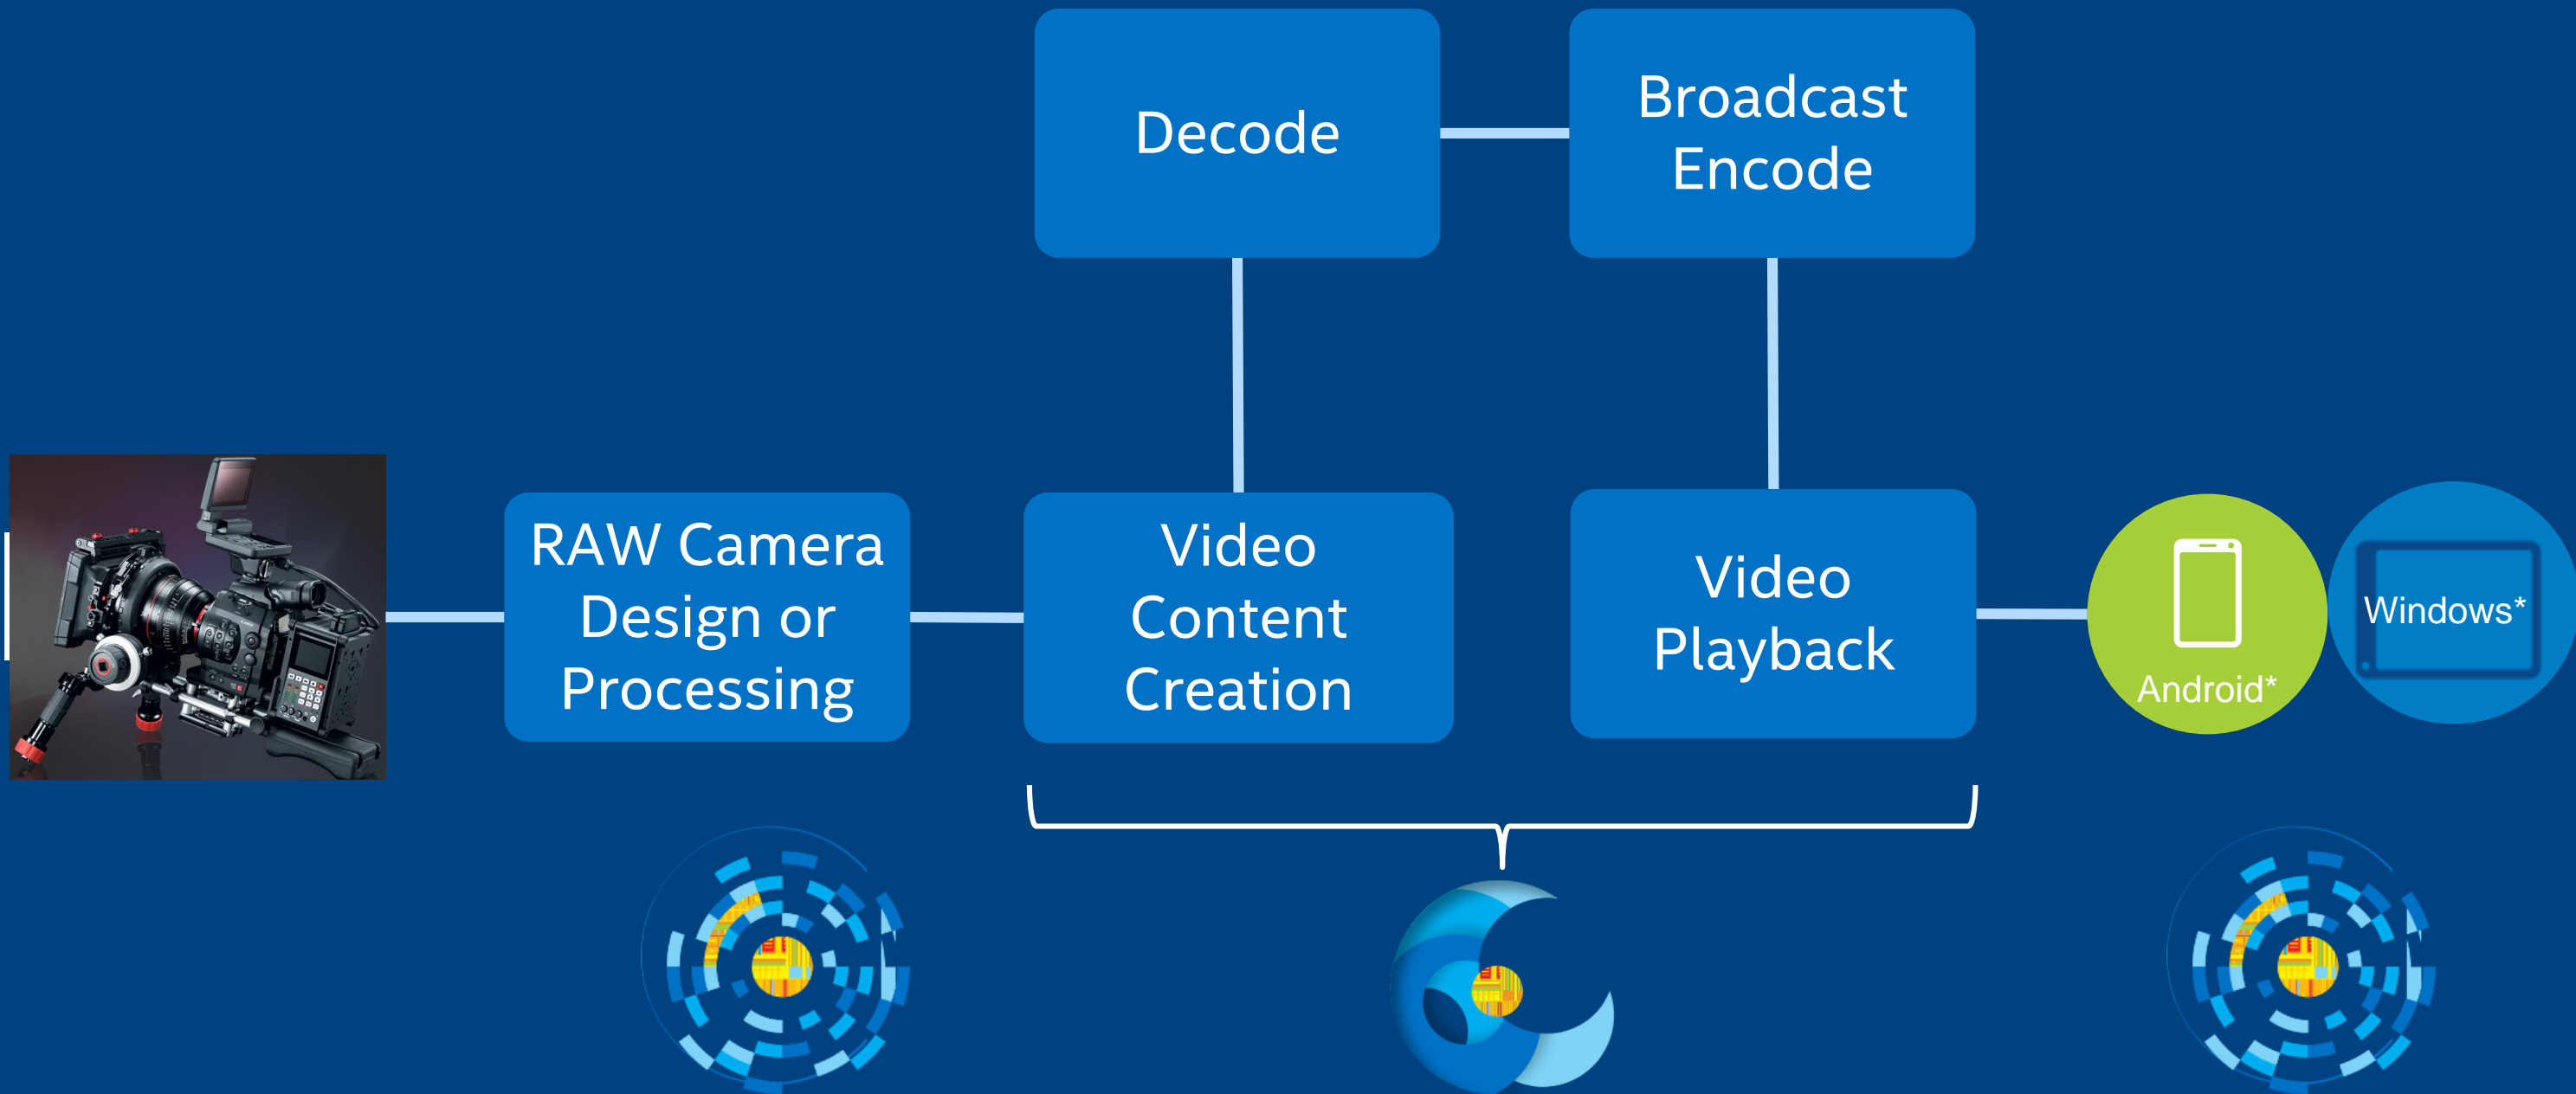 Decode
Broadcast
Encode
RAW Camera
Design or
Processing
Video
Content
Creation
Video
Playback
Android*
Windows*